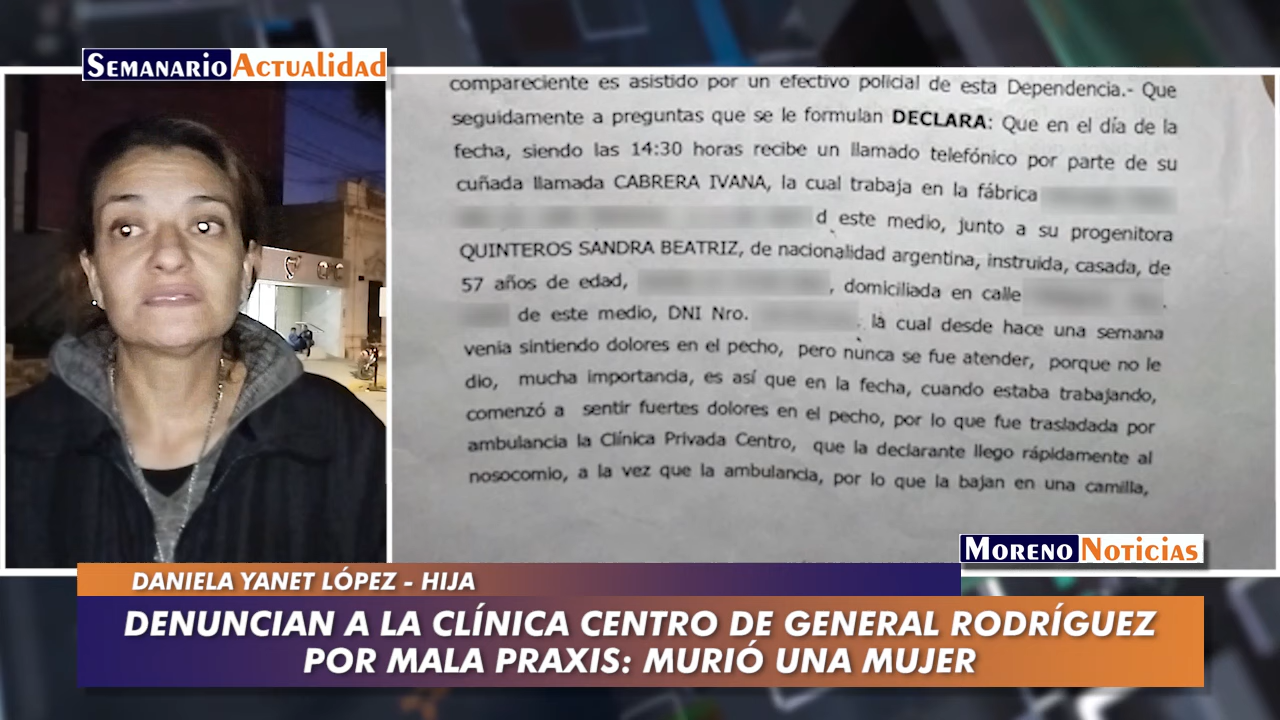 SEMANARIO ACTUALIDAD
compareciente es asistido por un efectivo policial de esta Dependencia.- Que
seguidamente a preguntas que se le formulan DECLARA: Que en el día de la
fecha, siendo las 14:30 horas recibe un llamado telefónico por parte de su
cuñada llamada CABRERA IVANA, la cual trabaja en la fábrica
d este medio, junto a su progenitora
QUINTEROS SANDRA BEATRIZ, de nacionalidad argentina, instruida, casada, de
57 años de edad, , domiciliada en calle
de este medio, DNI Nro. , la cual desde hace una semana
venia sintiendo dolores en el pecho, pero nunca se fue atender, porque no le
dio, mucha importancia, es así que en la fecha, cuando estaba trabajando,
comenzó a sentir fuertes dolores en el pecho, por lo que fue trasladada por
ambulancia la Clínica Privada Centro, que la declarante llego rápidamente al
nosocomio, a la vez que la ambulancia, por lo que la bajan en una camilla,
MORENO NOTICIAS
DANIELA YANET LÓPEZ - HIJA
DENUNCIAN A LA CLÍNICA CENTRO DE GENERAL RODRÍGUEZ
POR MALA PRAXIS: MURIÓ UNA MUJER